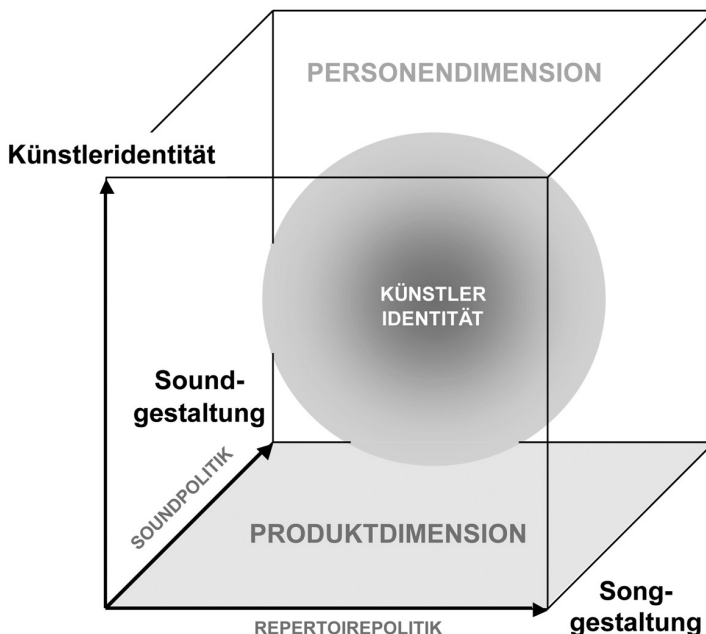 PERSONENDIMENSION
Künstleridentität
KÜNSTLER
IDENTITÄT
Sound-
gestaltung
SOUNDPOLITIK
PRODUKTDIMENSION
Song-
gestaltung
REPERTOIREPOLITIK